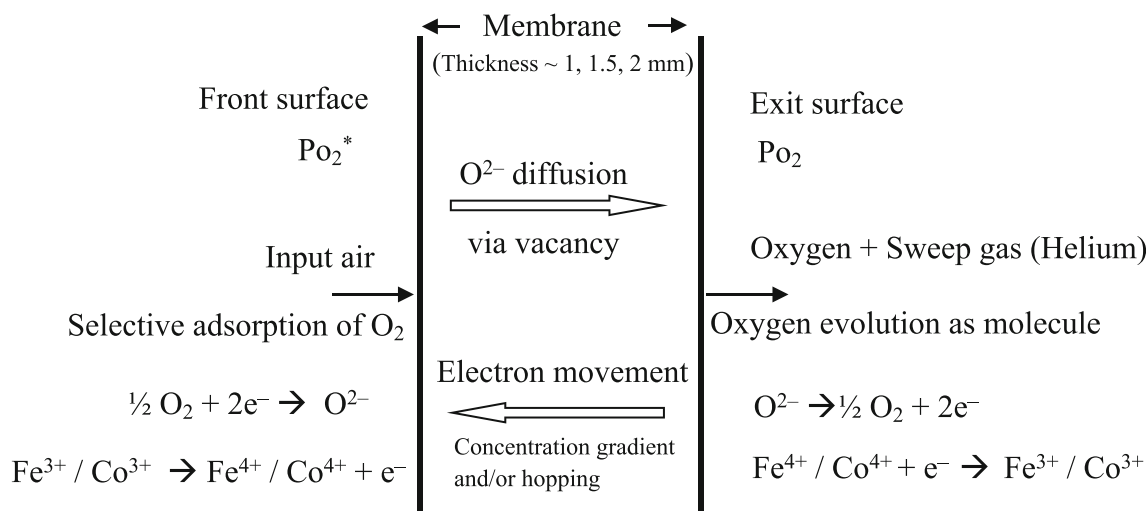 Membrane
(Thickness ~ 1, 1.5, 2 mm)
Front surface
Po₂*
Input air
Selective adsorption of O₂
½ O₂ + 2e⁻ → O²⁻
Fe³⁺ / Co³⁺ → Fe⁴⁺ / Co⁴⁺ + e⁻
O²⁻ diffusion
via vacancy
Electron movement
Concentration gradient
and/or hopping
Exit surface
Po₂
Oxygen + Sweep gas (Helium)
Oxygen evolution as molecule
O²⁻ → ½ O₂ + 2e⁻
Fe⁴⁺ / Co⁴⁺ + e⁻ → Fe³⁺ / Co³⁺